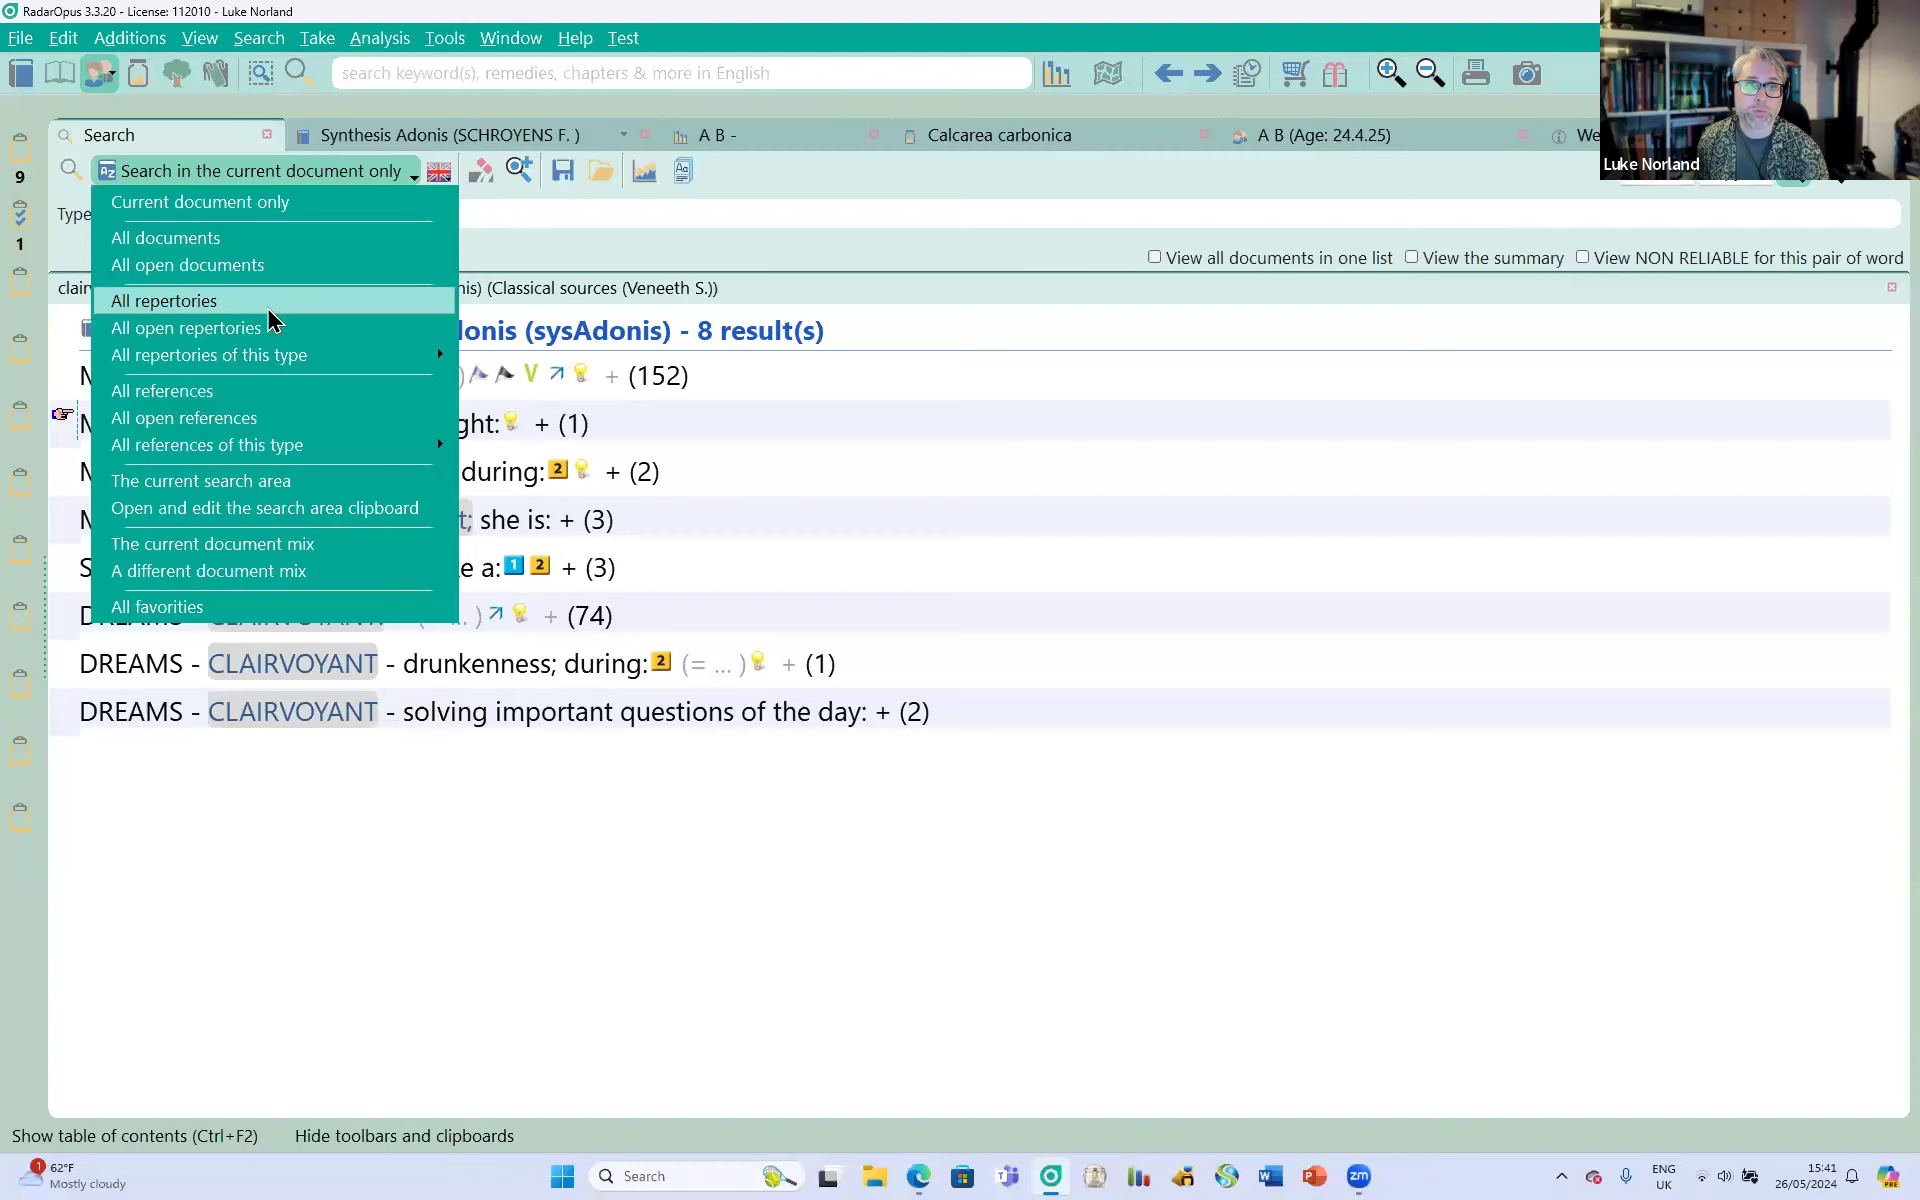 RadarOpus 3.3.20 - License: 112010 - Luke Norland
File Edit Additions View Search Take Analysis Tools Window Help Test
search keyword(s), remedies, chapters & more in English
Search
Synthesis Adonis (SCHROYENS F. )
A B -
Calcarea carbonica
A B (Age: 24.4.25)
We
Luke Norland
9
1
Search in the current document only
Type
View all documents in one list
View the summary
View NON RELIABLE for this pair of word
Current document only
All documents
All open documents
All repertories
All open repertories
All repertories of this type
All references
All open references
All references of this type
The current search area
Open and edit the search area clipboard
The current document mix
A different document mix
All favorities
is) (Classical sources (Veneeth S.))
donis (sysAdonis) - 8 result(s)
+ (152)
ght: + (1)
during: 2 + (2)
t; she is: + (3)
e a: 1 2 + (3)
+ (74)
DREAMS - CLAIRVOYANT - drunkenness; during: 2 (= ... ) + (1)
DREAMS - CLAIRVOYANT - solving important questions of the day: + (2)
Show table of contents (Ctrl+F2) Hide toolbars and clipboards
1
62°F
Mostly cloudy
Search
ENG
UK
15:41
26/05/2024